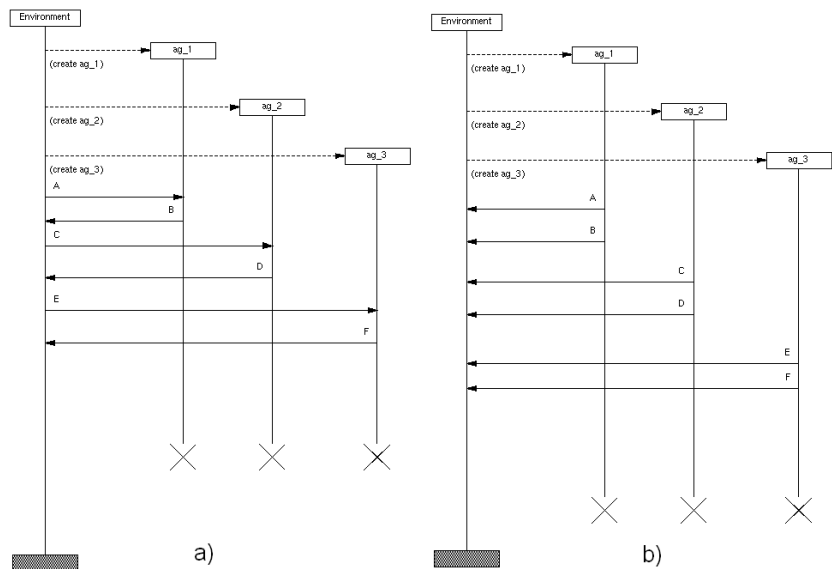 Environment
ag_1
(create ag_1)
ag_2
(create ag_2)
ag_3
(create ag_3)
A
B
C
D
E
F
a)
Environment
ag_1
(create ag_1)
ag_2
(create ag_2)
ag_3
(create ag_3)
A
B
C
D
E
F
b)